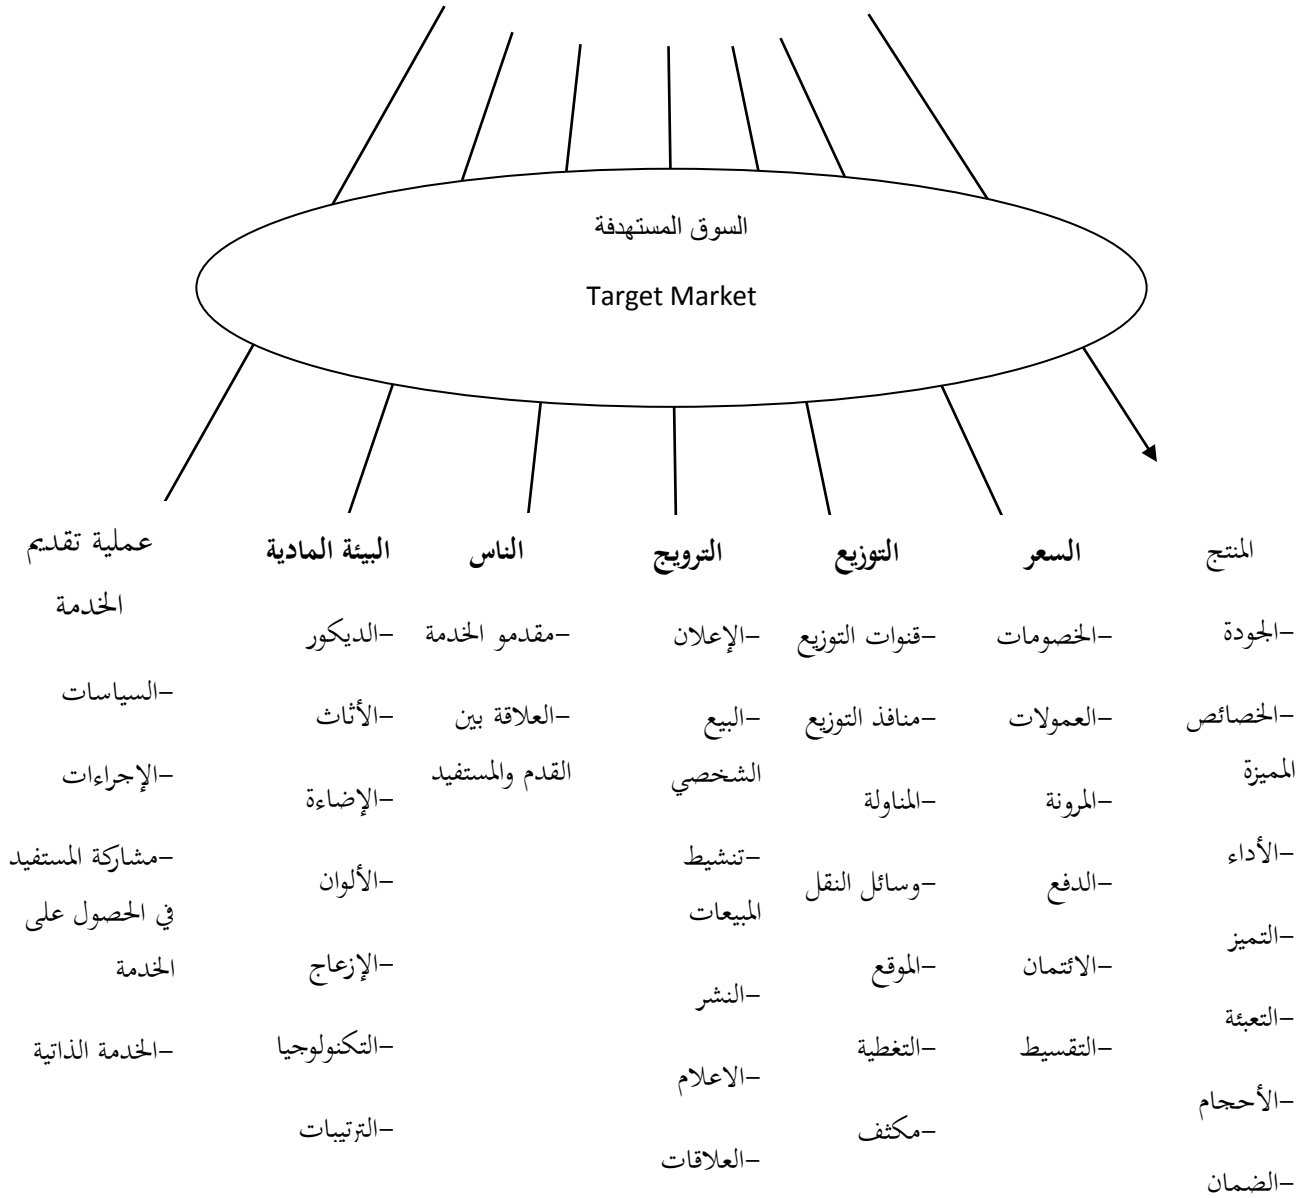 السوق المستهدفة
Target Market
المنتج
-الجودة
-الخصائص
المميزة
-الأداء
-التميز
-التعبئة
-الأحجام
-الضمان
السعر
-الخصومات
-العمولات
-المرونة
-الدفع
-الائتمان
-التقسيط
التوزيع
-قنوات التوزيع
-منافذ التوزيع
-المناولة
-وسائل النقل
-الموقع
-التغطية
-مكثف
الترويج
-الإعلان
-البيع
الشخصي
-تنشيط
المبيعات
-النشر
-الاعلام
-العلاقات
الناس
-مقدمو الخدمة
-العلاقة بين
القدم والمستفيد
البيئة المادية
-الديكور
-الأثاث
-الإضاءة
-الألوان
-الإزعاج
-التكنولوجيا
-الترتيبات
عملية تقديم
الخدمة
-السياسات
-الإجراءات
-مشاركة المستفيد
في الحصول على
الخدمة
-الخدمة الذاتية